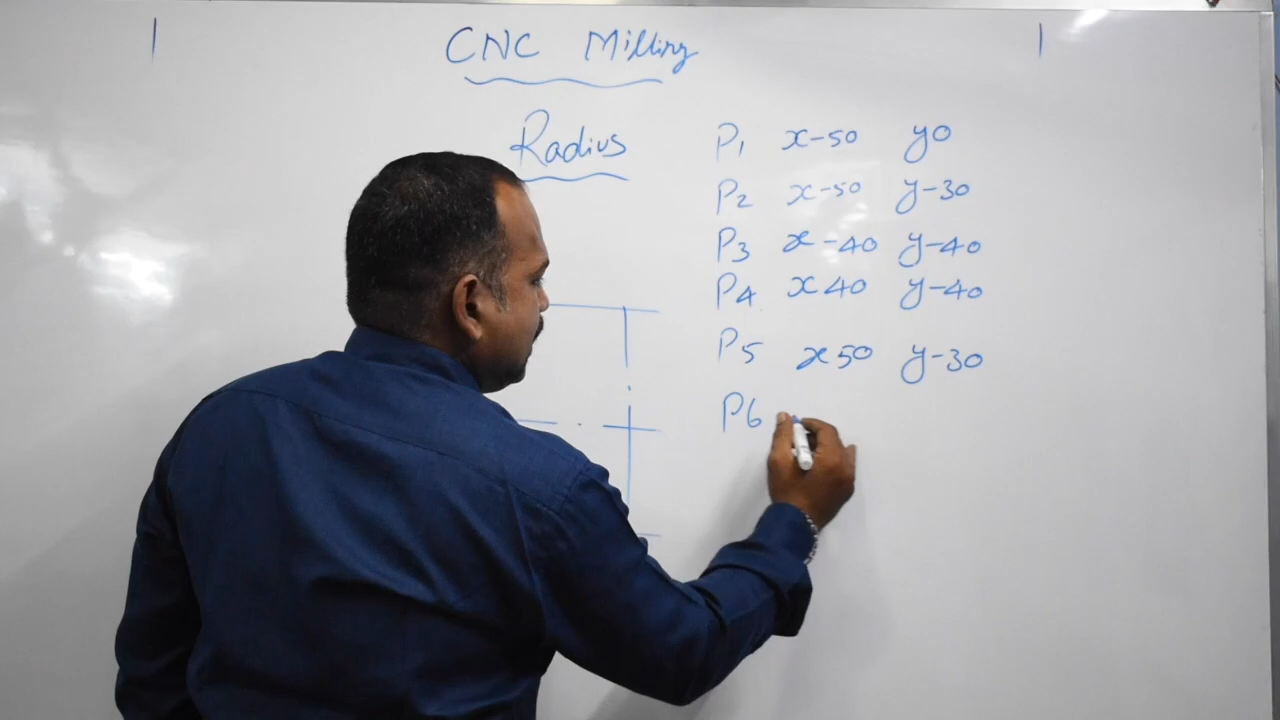 CNC Milling
Radius
P1 x-50 y0
P2 x-50 y-30
P3 x-40 y-40
P4 x40 y-40
P5 x50 y-30
P6